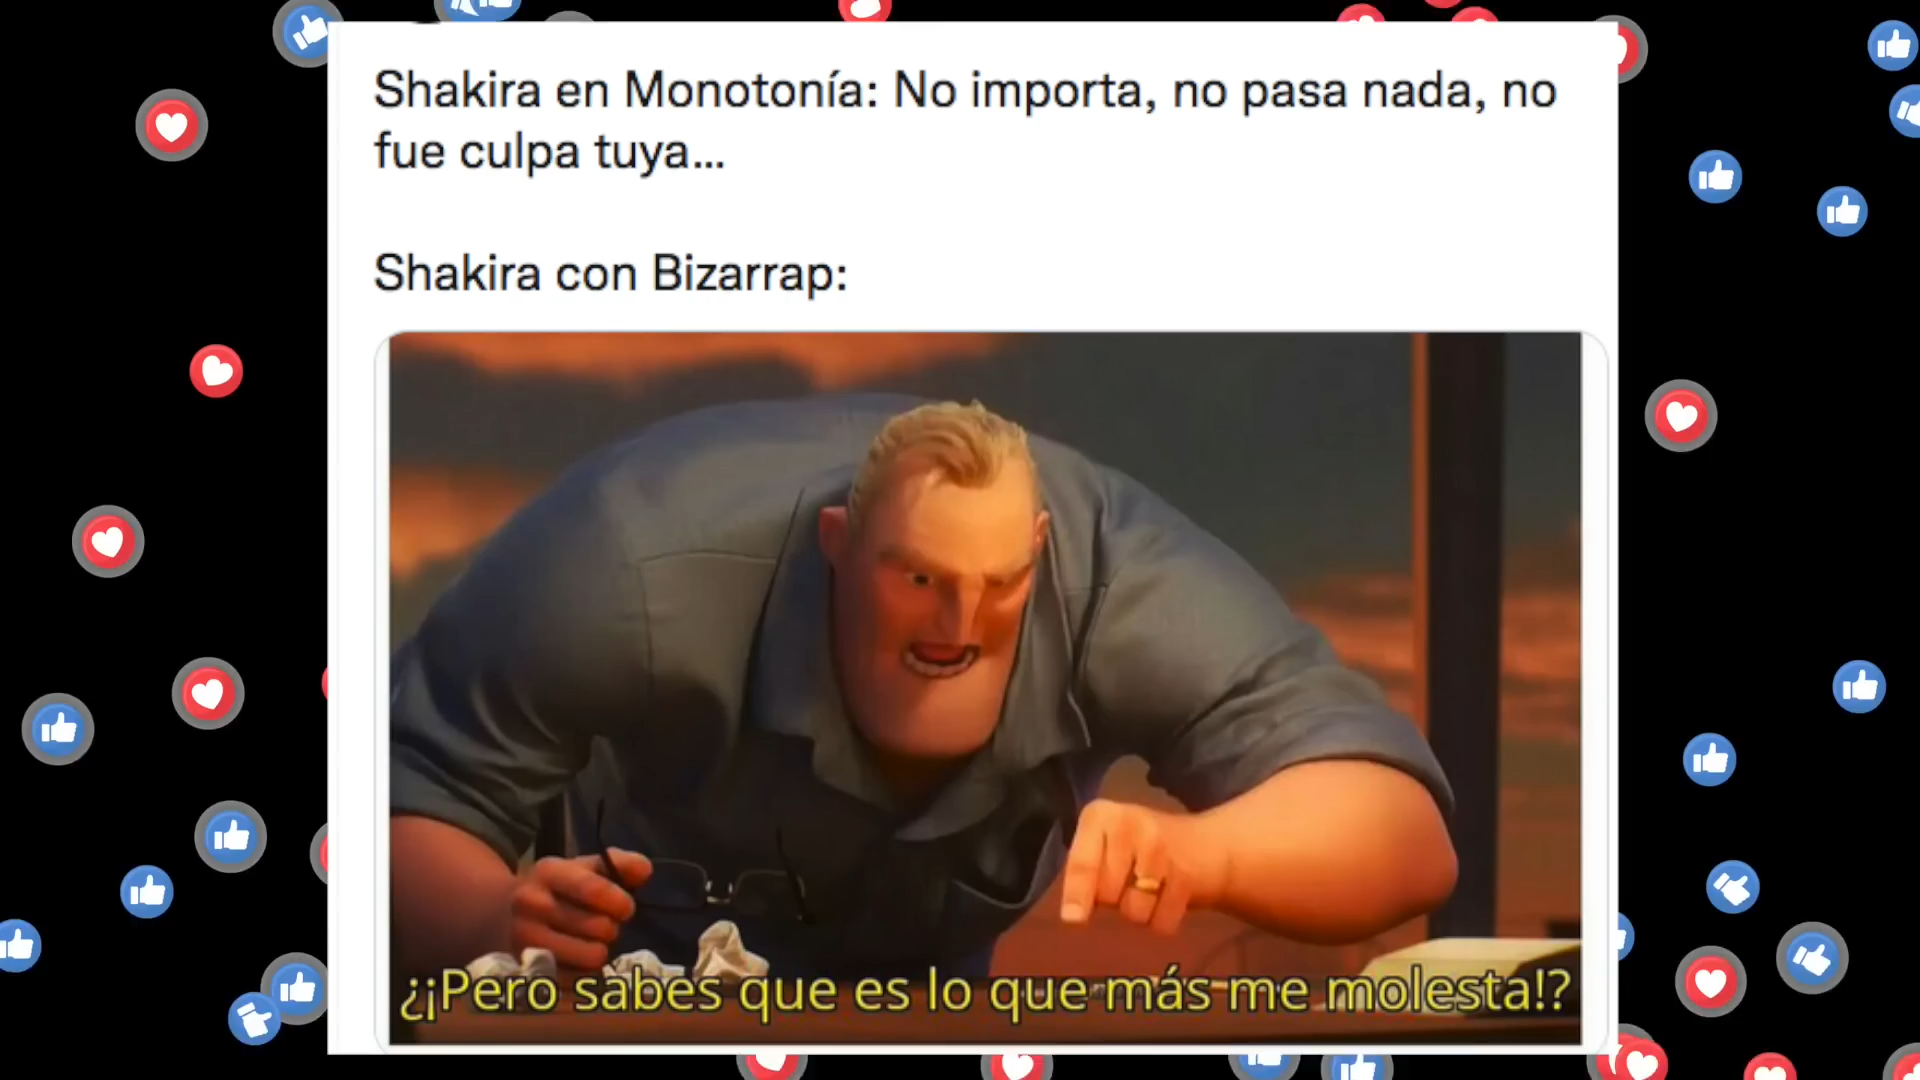 Shakira en Monotonía: No importa, no pasa nada, no
fue culpa tuya...
Shakira con Bizarrap:
¿¡Pero sabes que es lo que más me molesta!?